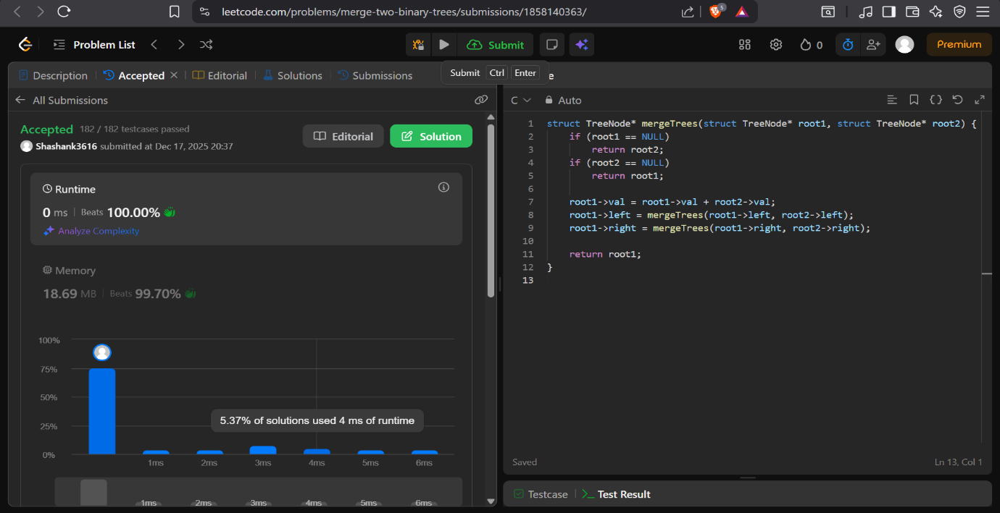 leetcode.com/problems/merge-two-binary-trees/submissions/1858140363/
5
Problem List
Submit
0
Premium
Description
Accepted
Editorial
Solutions
Submissions
Submit Ctrl Enter
e
All Submissions
Accepted 182 / 182 testcases passed
Shashank3616 submitted at Dec 17, 2025 20:37
Editorial
Solution
Runtime
0 ms | Beats 100.00%
Analyze Complexity
Memory
18.69 MB | Beats 99.70%
100%
75%
50%
25%
0%
5.37% of solutions used 4 ms of runtime
1ms 2ms 3ms 4ms 5ms 6ms
1ms 2ms 3ms 4ms 5ms 6ms
C Auto
1 struct TreeNode* mergeTrees(struct TreeNode* root1, struct TreeNode* root2) {
2 if (root1 == NULL)
3 return root2;
4 if (root2 == NULL)
5 return root1;
6
7 root1->val = root1->val + root2->val;
8 root1->left = mergeTrees(root1->left, root2->left);
9 root1->right = mergeTrees(root1->right, root2->right);
10
11 return root1;
12 }
13
Saved
Ln 13, Col 1
Testcase
Test Result